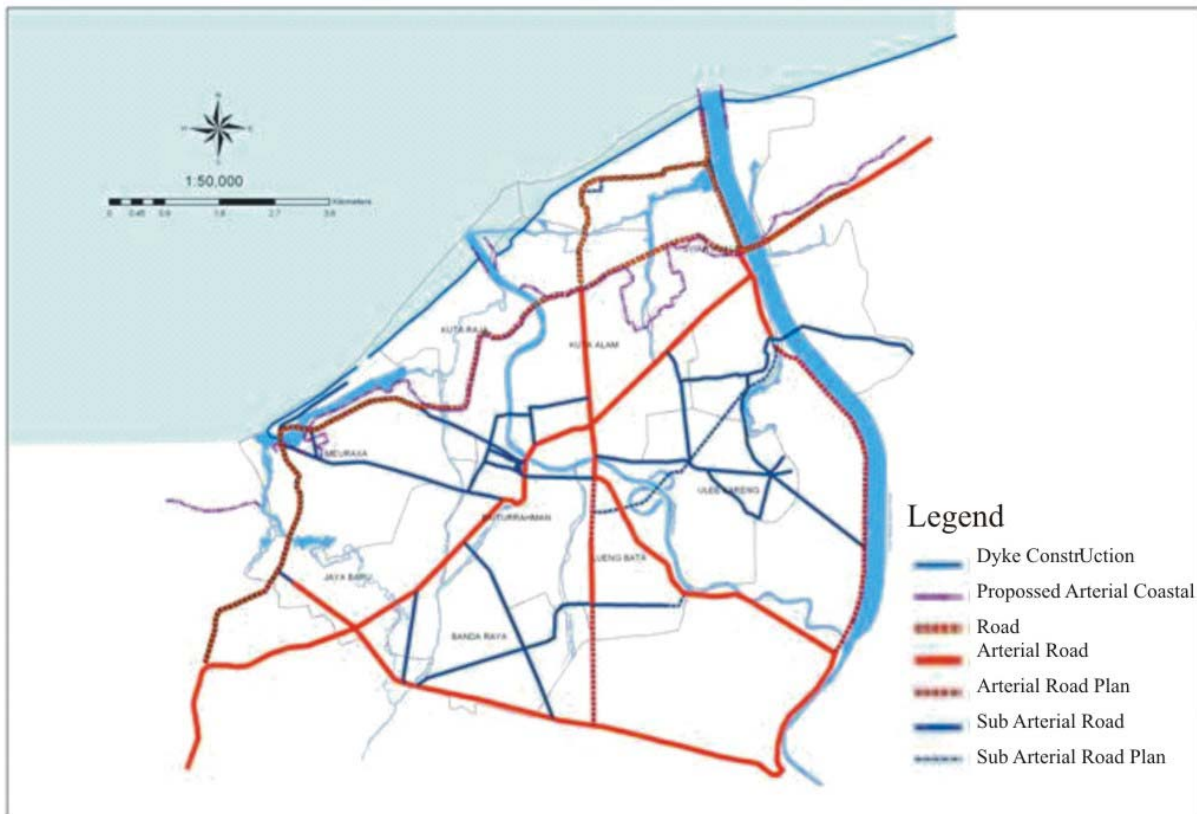 N
W
E
S
1:50,000
Kilometers
0 0.45 0.9 1.8 2.7 3.6
KUTA RAJA
KUTA ALAM
MEURAXA
ULEE KARENG
BAITURRAHMAN
LUENG BATA
JAYA BARU
BANDA RAYA
Legend
Dyke ConstrUction
Propossed Arterial Coastal
Road
Arterial Road
Arterial Road Plan
Sub Arterial Road
Sub Arterial Road Plan